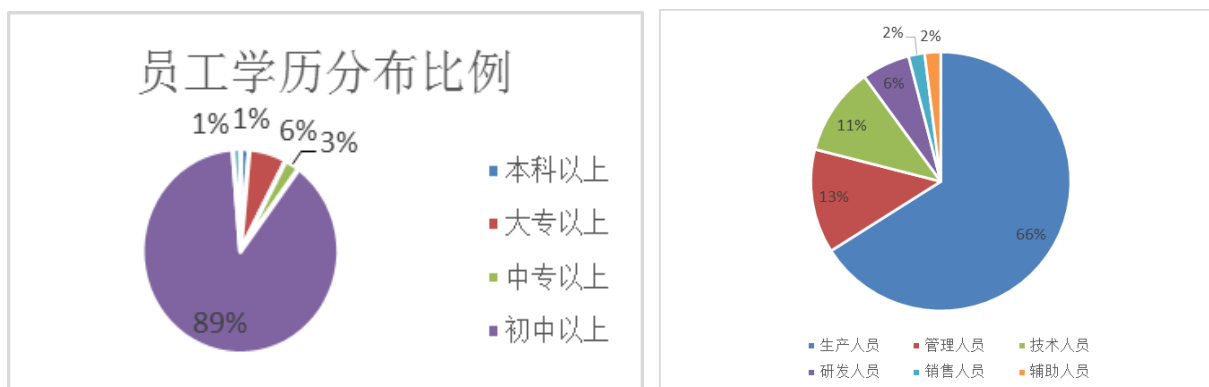 员工学历分布比例
1%
1%
6%
3%
89%
本科以上
大专以上
中专以上
初中以上
2%
2%
6%
11%
13%
66%
生产人员 管理人员 技术人员
研发人员 销售人员 辅助人员